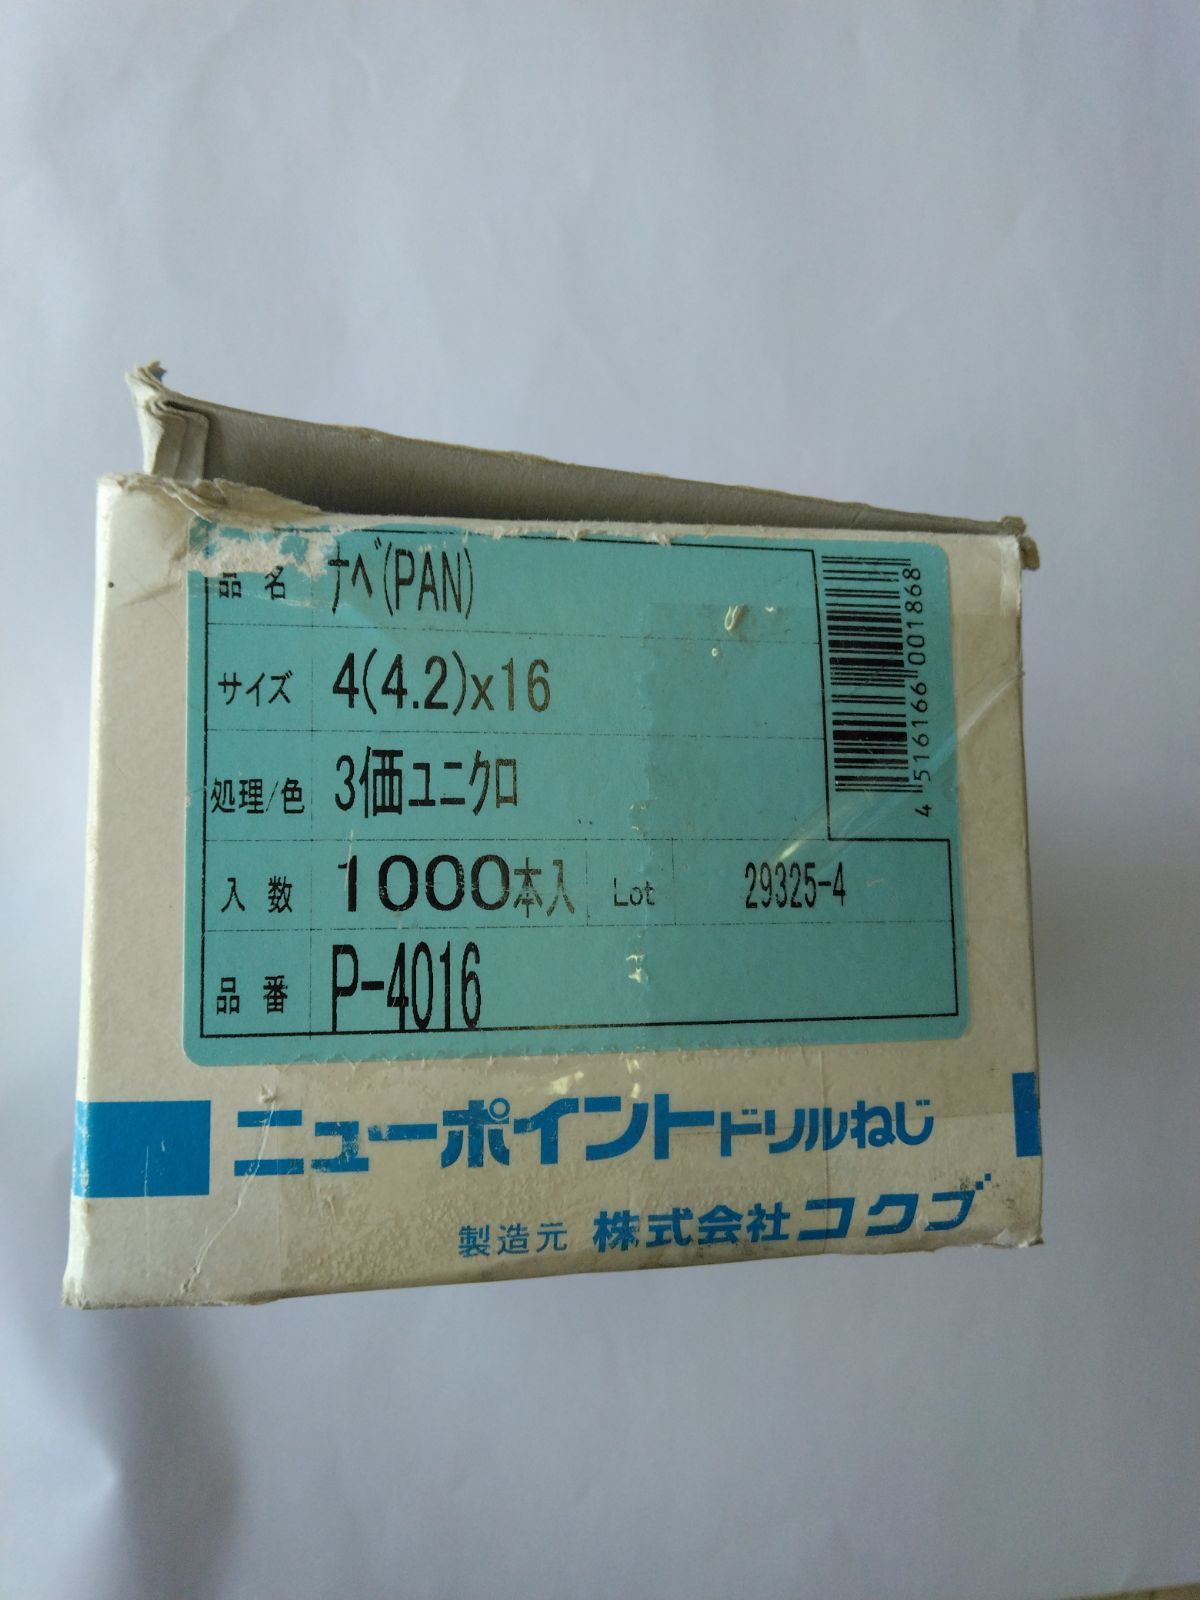 品名 ナベ(PAN)
サイズ 4(4.2)x16
処理/色 3価ユニクロ
入数 1000本入 Lot 29325-4
品番 P-4016
4 516166 001868
ニューポイントドリルねじ
製造元 株式会社コクブ